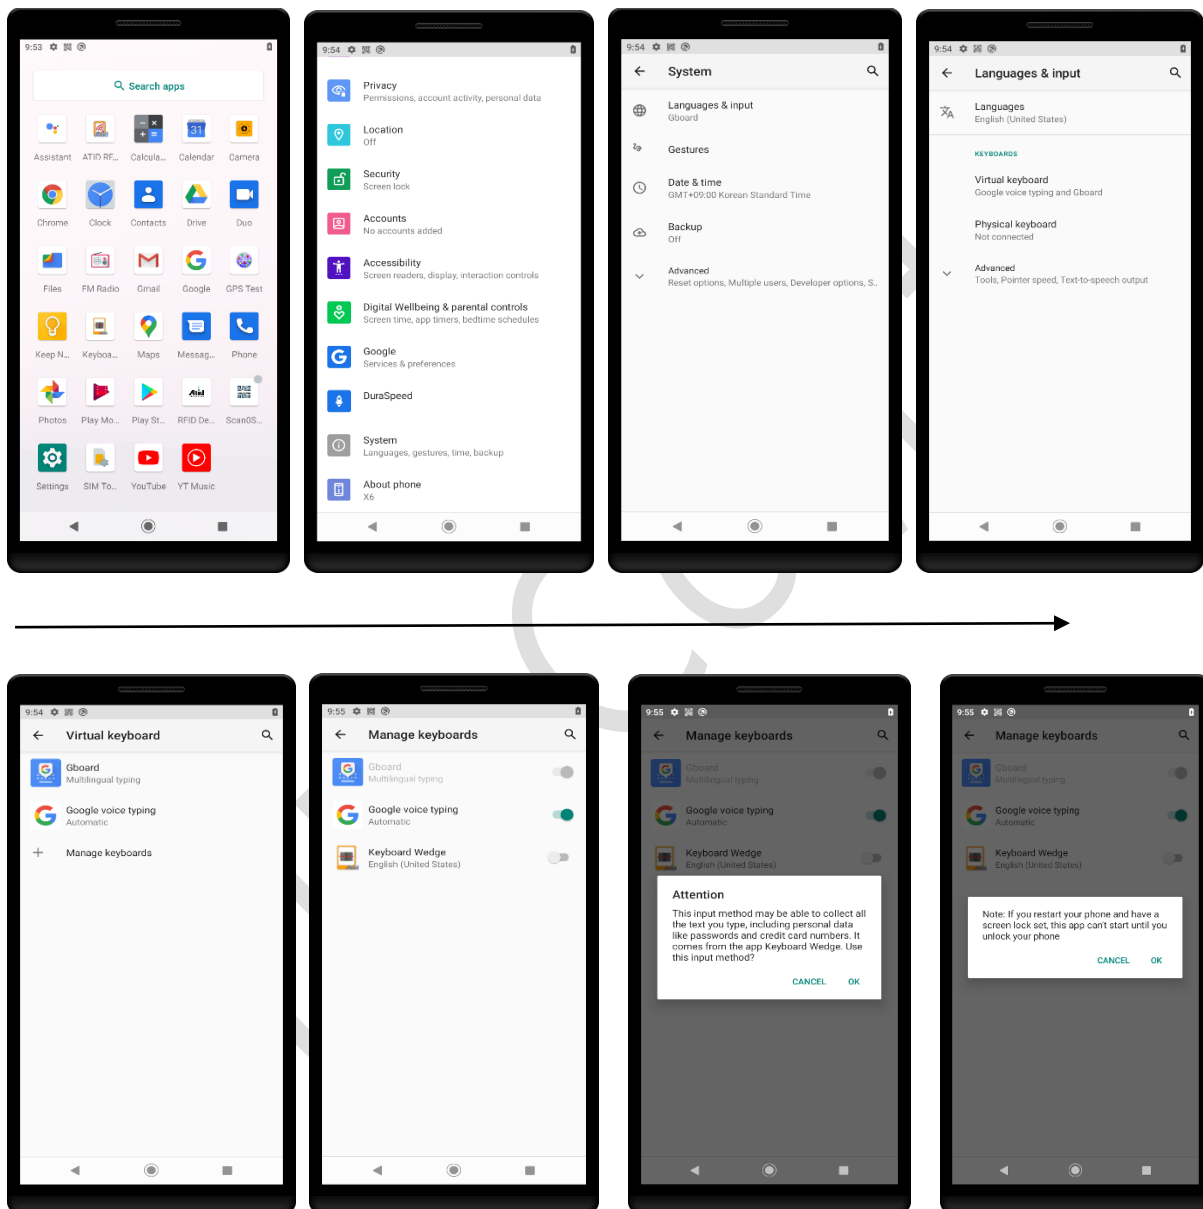 9:53
Search apps
Assistant ATID RF... Calcula... Calendar Camera
Chrome Clock Contacts Drive Duo
Files FM Radio Gmail Google GPS Test
Keep N... Keyboa... Maps Messag... Phone
Photos Play Mo... Play St... RFID De... ScanOS...
Settings SIM To... YouTube YT Music
9:54
Privacy
Permissions, account activity, personal data
Location
Off
Security
Screen lock
Accounts
No accounts added
Accessibility
Screen readers, display, interaction controls
Digital Wellbeing & parental controls
Screen time, app timers, bedtime schedules
Google
Services & preferences
DuraSpeed
System
Languages, gestures, time, backup
About phone
X6
9:54
System
Languages & input
Gboard
Gestures
Date & time
GMT+09:00 Korean Standard Time
Backup
Off
Advanced
Reset options, Multiple users, Developer options, S..
9:54
Languages & input
Languages
English (United States)
KEYBOARDS
Virtual keyboard
Google voice typing and Gboard
Physical keyboard
Not connected
Advanced
Tools, Pointer speed, Text-to-speech output
9:54
Virtual keyboard
Gboard
Multilingual typing
Google voice typing
Automatic
Manage keyboards
9:55
Manage keyboards
Gboard
Multilingual typing
Google voice typing
Automatic
Keyboard Wedge
English (United States)
9:55
Manage keyboards
Gboard
Multilingual typing
Google voice typing
Automatic
Keyboard Wedge
English (United States)
Attention
This input method may be able to collect all
the text you type, including personal data
like passwords and credit card numbers. It
comes from the app Keyboard Wedge. Use
this input method?
CANCEL OK
9:55
Manage keyboards
Gboard
Multilingual typing
Google voice typing
Automatic
Keyboard Wedge
English (United States)
Note: If you restart your phone and have a
screen lock set, this app can't start until you
unlock your phone
CANCEL OK